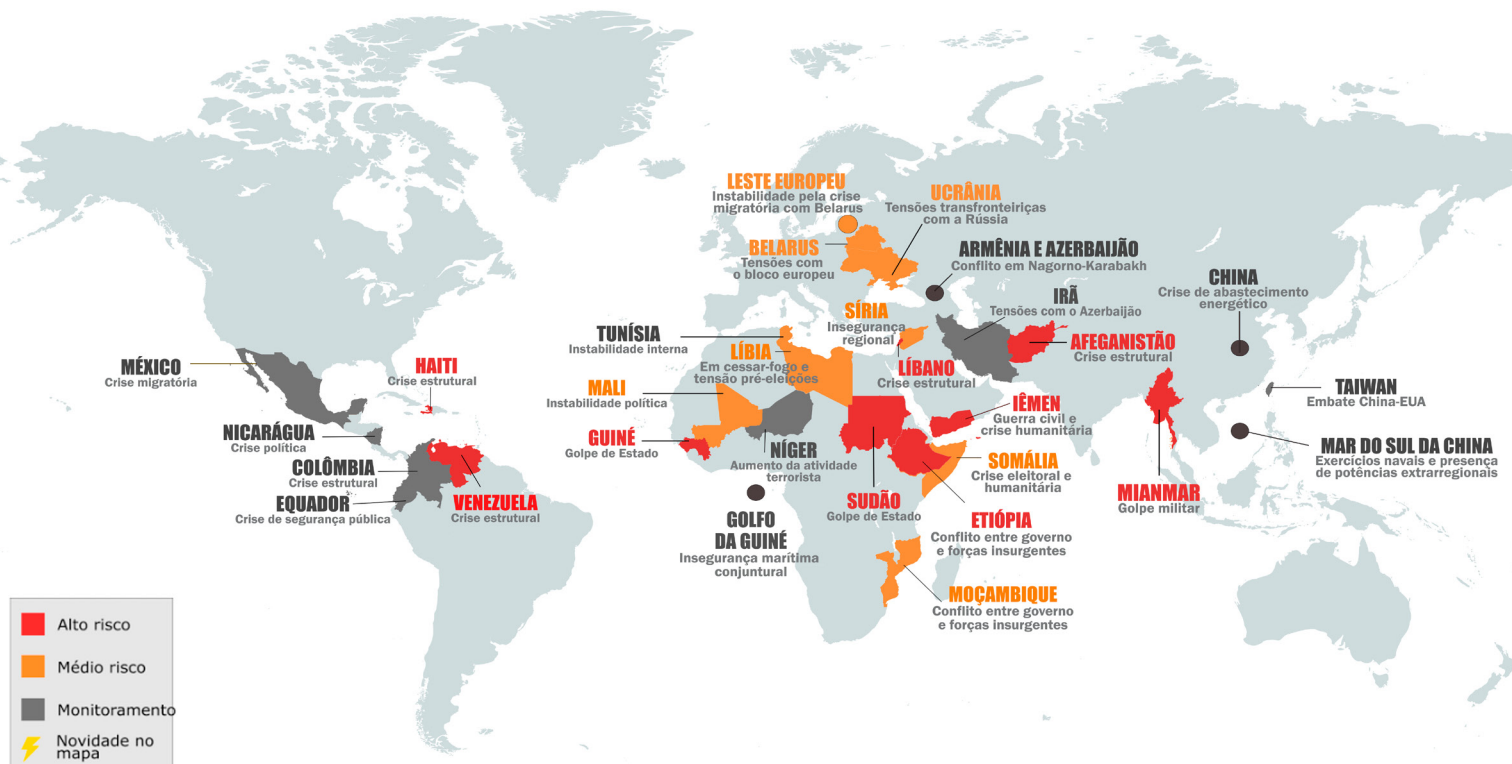 LESTE EUROPEU
Instabilidade pela crise
migratória com Belarus
UCRÂNIA
Tensões transfronteiriças
com a Rússia
BELARUS
Tensões com
o bloco europeu
ARMÊNIA E AZERBAIJÃO
Conflito em Nagorno-Karabakh
CHINA
Crise de abastecimento
energético
IRÃ
Tensões com o Azerbaijão
SÍRIA
Insegurança
regional
TUNÍSIA
Instabilidade interna
LÍBIA
Em cessar-fogo e
tensão pré-eleições
LÍBANO
Crise estrutural
AFEGANISTÃO
Crise estrutural
MÉXICO
Crise migratória
HAITI
Crise estrutural
MALI
Instabilidade política
IÊMEN
Guerra civil e
crise humanitária
TAIWAN
Embate China-EUA
NICARÁGUA
Crise política
GUINÉ
Golpe de Estado
NÍGER
Aumento da atividade
terrorista
SOMÁLIA
Crise eleitoral e
humanitária
MAR DO SUL DA CHINA
Exercícios navais e presença
de potências extrarregionais
COLÔMBIA
Crise estrutural
EQUADOR
Crise de segurança pública
VENEZUELA
Crise estrutural
SUDÃO
Golpe de Estado
MIANMAR
Golpe militar
GOLFO
DA GUINÉ
Insegurança marítima
conjuntural
ETIÓPIA
Conflito entre governo
e forças insurgentes
MOÇAMBIQUE
Conflito entre governo
e forças insurgentes
Alto risco
Médio risco
Monitoramento
Novidade no
mapa